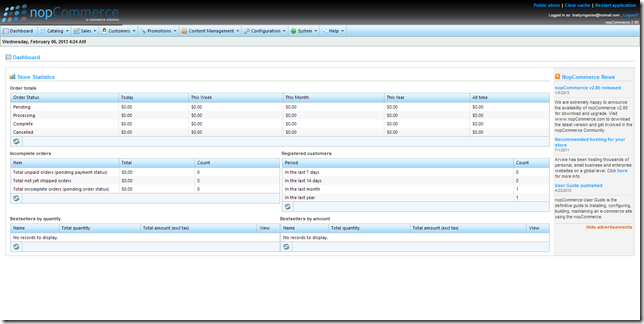 nopCommerce
e-commerce solution
Public store | Clear cache | Restart application
Logged in as:
Logout
nopCommerce v2.80
Dashboard Catalog Sales Customers Promotions Content Management Configuration System Help
Wednesday, February 06, 2013 4:24 AM
Dashboard
Store Statistics
Order totals
Order Status Today This Week This Month This Year All time
Pending $0.00 $0.00 $0.00 $0.00 $0.00
Processing $0.00 $0.00 $0.00 $0.00 $0.00
Complete $0.00 $0.00 $0.00 $0.00 $0.00
Cancelled $0.00 $0.00 $0.00 $0.00 $0.00
Incomplete orders
Item Total Count
Total unpaid orders (pending payment status) $0.00 0
Total not yet shipped orders $0.00 0
Total incomplete orders (pending order status) $0.00 0
Registered customers
Period Count
In the last 7 days 0
In the last 14 days 0
In the last month 1
In the last year 1
Bestsellers by quantity
Name Total quantity Total amount (excl tax) View
No records to display.
Bestsellers by amount
Name Total quantity Total amount (excl tax) View
No records to display.
nopCommerce News
nopCommerce v2.80 released
We are extremely happy to announce
the availability of nopCommerce v2.80
for download and upgrade. Visit
www.nopCommerce.com to download
the latest version and get involved in the
nopCommerce Community.
Recommended hosting for your
store
7/1/2011
Arvixe has been hosting thousands of
personal, small business and enterprise
websites on a global level. Click here
for more info.
User Guide published
nopCommerce User Guide is the
definitive guide to installing, configuring,
building, maintaining an e-commerce site
using the nopCommerce.
Hide advertisements